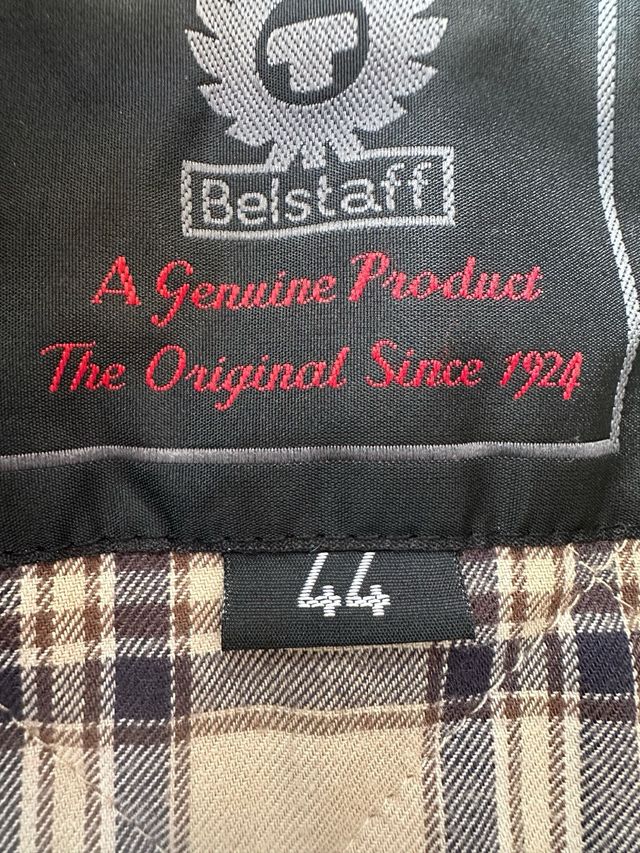 Belstaff
A Genuine Product
The Original Since 1924
44